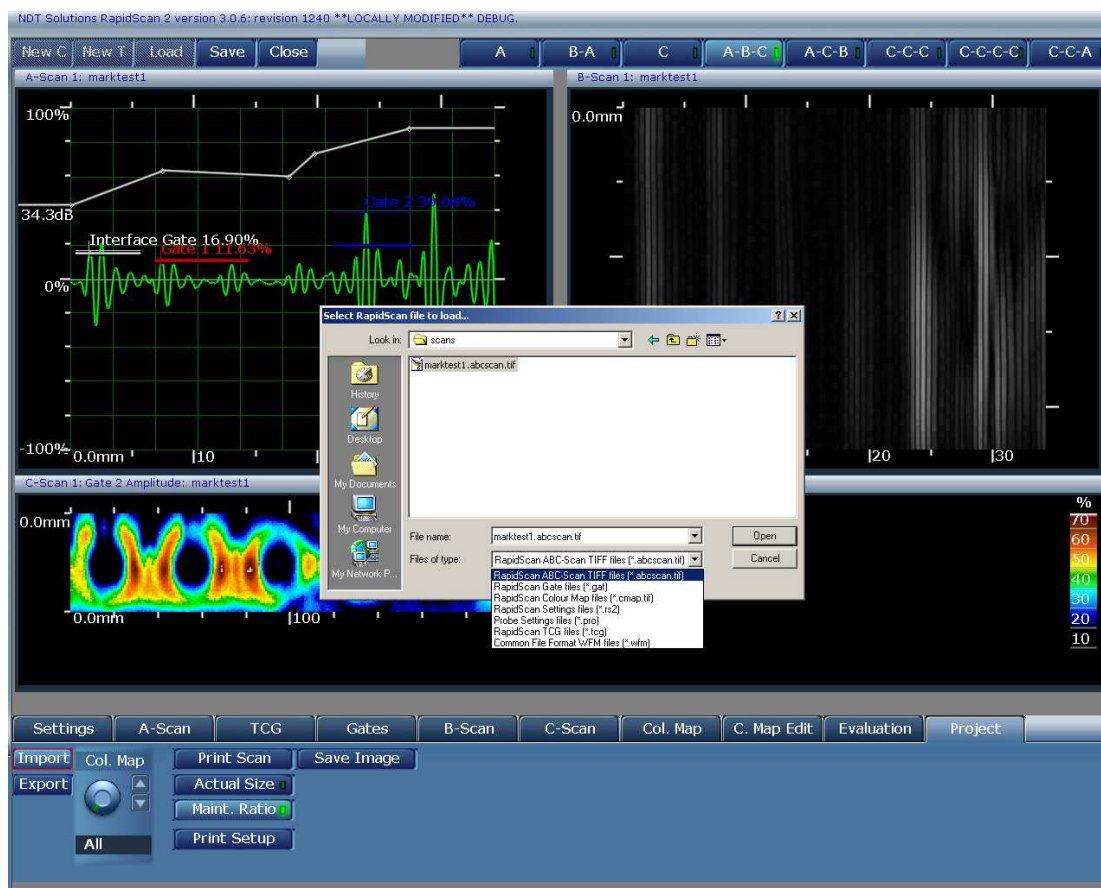 NDT Solutions RapidScan 2 version 3.0.6: revision 1240 **LOCALLY MODIFIED** DEBUG.
New C New T Load Save Close A B-A C A-B-C A-C-B C-C-C C-C-C-C C-C-A
A-Scan 1: marktest1
100%
34.3dB
Gate 2 39.08%
Interface Gate 16.90%
Gate 1 11.63%
0%
-100%
0.0mm 10
B-Scan 1: marktest1
0.0mm
20 30
Select RapidScan file to load...
Look in: scans
marktest1.abcscan.tif
History
Desktop
My Documents
My Computer
My Network P...
File name: marktest1.abcscan.tif Open
Files of type: RapidScan ABC-Scan TIFF files (*.abcscan.tif) Cancel
RapidScan ABC-Scan TIFF files (*.abcscan.tif)
RapidScan Gate files (*.gat)
RapidScan Colour Map files (*.cmap.tif)
RapidScan Settings files (*.rs2)
Probe Settings files (*.pro)
RapidScan TCG files (*.tcg)
Common File Format WFM files (*.wfm)
C-Scan 1: Gate 2 Amplitude: marktest1
0.0mm
0.0mm 100
%
70
60
50
40
30
20
10
Settings A-Scan TCG Gates B-Scan C-Scan Col. Map C. Map Edit Evaluation Project
Import Col. Map Print Scan Save Image
Export Actual Size
Maint. Ratio
All Print Setup